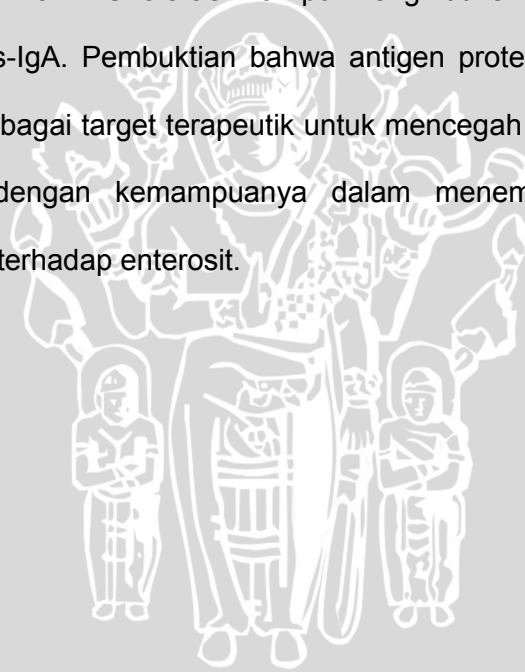 s-IgA. Pembuktian bahwa antigen prote
bagai target terapeutik untuk mencegah
dengan kemampuanya dalam menem
terhadap enterosit.